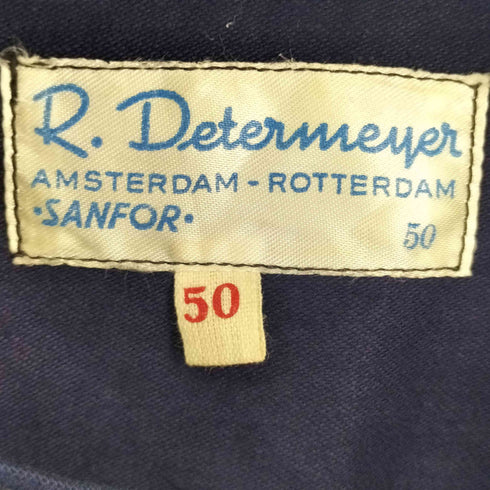 R. Determeyer
AMSTERDAM - ROTTERDAM
•SANFOR•
50
50